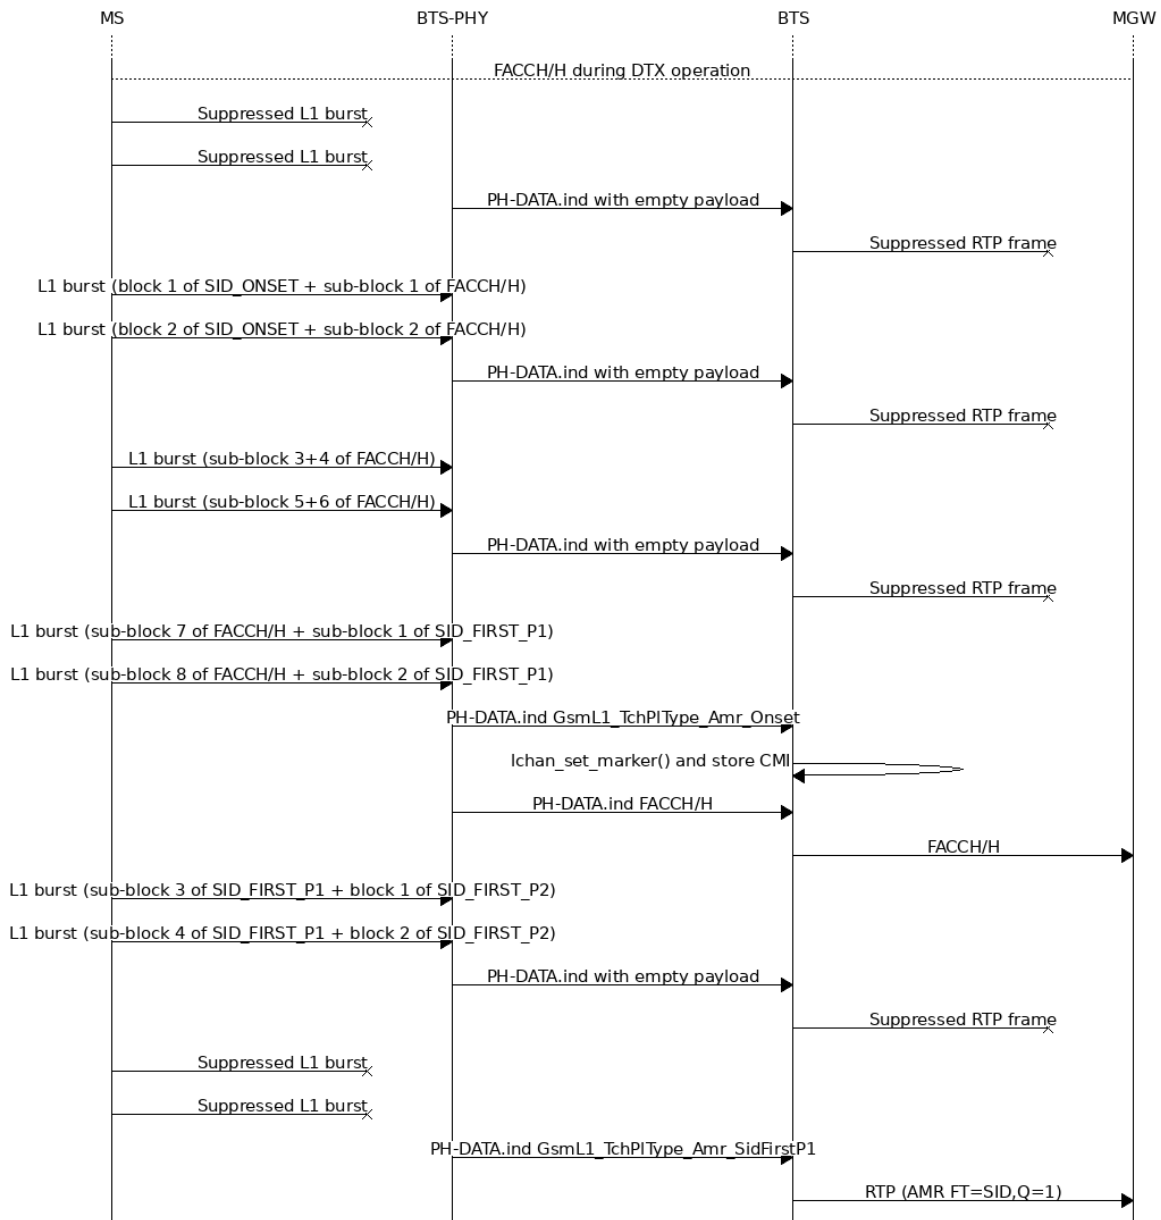 MS BTS-PHY BTS MGW
FACCH/H during DTX operation
Suppressed L1 burst
Suppressed L1 burst
PH-DATA.ind with empty payload
Suppressed RTP frame
L1 burst (block 1 of SID_ONSET + sub-block 1 of FACCH/H)
L1 burst (block 2 of SID_ONSET + sub-block 2 of FACCH/H)
PH-DATA.ind with empty payload
Suppressed RTP frame
L1 burst (sub-block 3+4 of FACCH/H)
L1 burst (sub-block 5+6 of FACCH/H)
PH-DATA.ind with empty payload
Suppressed RTP frame
L1 burst (sub-block 7 of FACCH/H + sub-block 1 of SID_FIRST_P1)
L1 burst (sub-block 8 of FACCH/H + sub-block 2 of SID_FIRST_P1)
PH-DATA.ind GsmL1_TchPlType_Amr_Onset
lchan_set_marker() and store CMI
PH-DATA.ind FACCH/H
FACCH/H
L1 burst (sub-block 3 of SID_FIRST_P1 + block 1 of SID_FIRST_P2)
L1 burst (sub-block 4 of SID_FIRST_P1 + block 2 of SID_FIRST_P2)
PH-DATA.ind with empty payload
Suppressed RTP frame
Suppressed L1 burst
Suppressed L1 burst
PH-DATA.ind GsmL1_TchPlType_Amr_SidFirstP1
RTP (AMR FT=SID,Q=1)